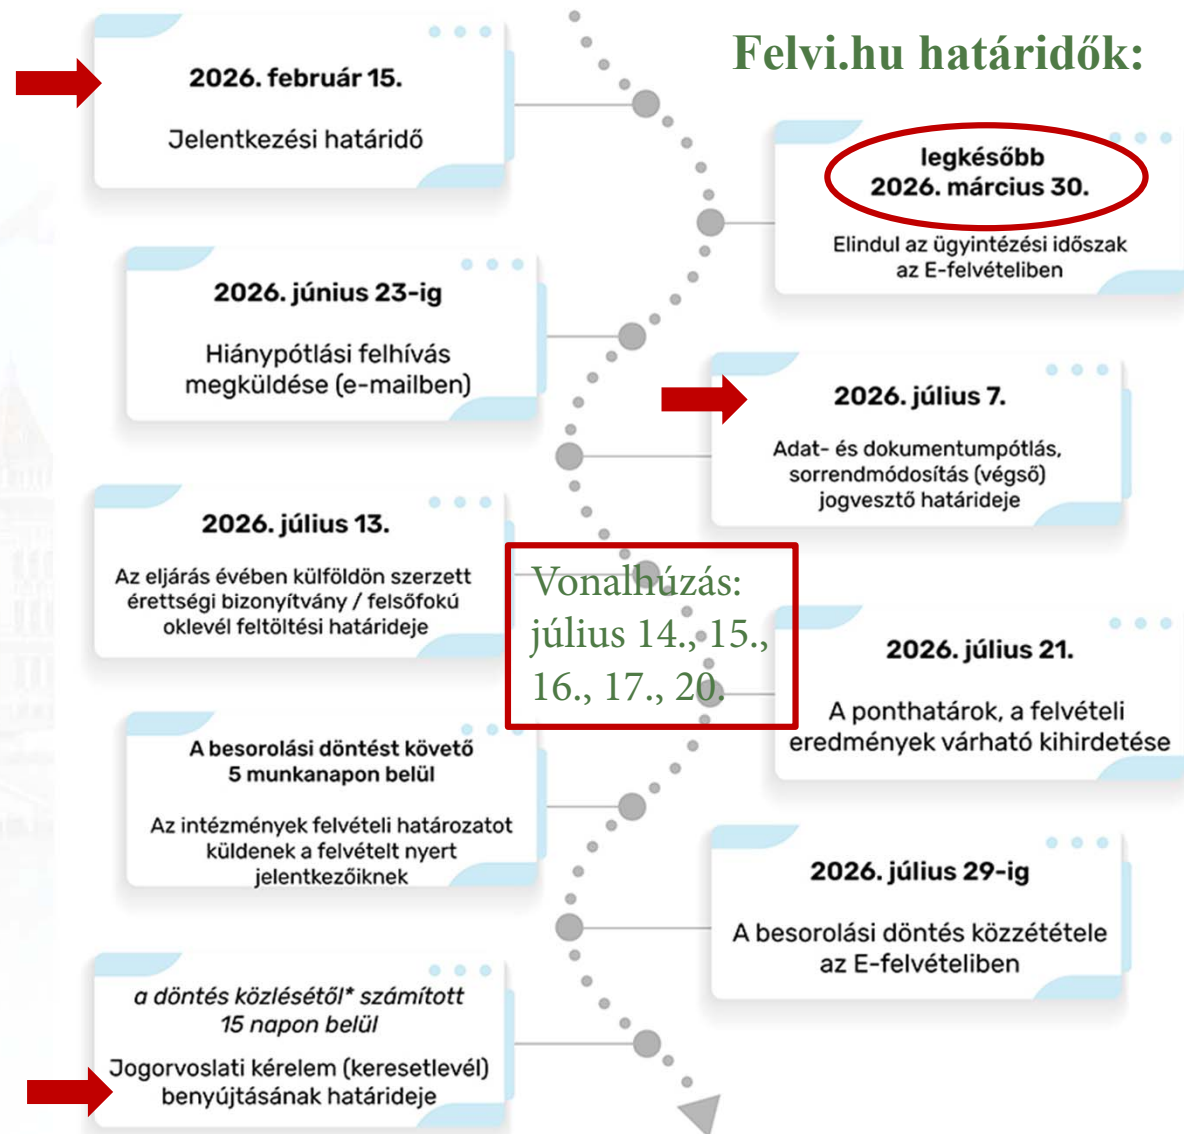 Felvi.hu határidők:
2026. február 15.
Jelentkezési határidő
legkésőbb
2026. március 30.
Elindul az ügyintézési időszak
az E-felvételiben
2026. június 23-ig
Hiánypótlási felhívás
megküldése (e-mailben)
2026. július 7.
Adat- és dokumentumpótlás,
sorrendmódosítás (végső)
jogvesztő határideje
2026. július 13.
Az eljárás évében külföldön szerzett
érettségi bizonyítvány / felsőfokú
oklevél feltöltési határideje
Vonalhúzás:
július 14., 15.,
16., 17., 20.
2026. július 21.
A ponthatárok, a felvételi
eredmények várható kihirdetése
A besorolási döntést követő
5 munkanapon belül
Az intézmények felvételi határozatot
küldenek a felvételt nyert
jelentkezőiknek
2026. július 29-ig
A besorolási döntés közzététele
az E-felvételiben
a döntés közlésétől* számított
15 napon belül
Jogorvoslati kérelem (keresetlevél)
benyújtásának határideje